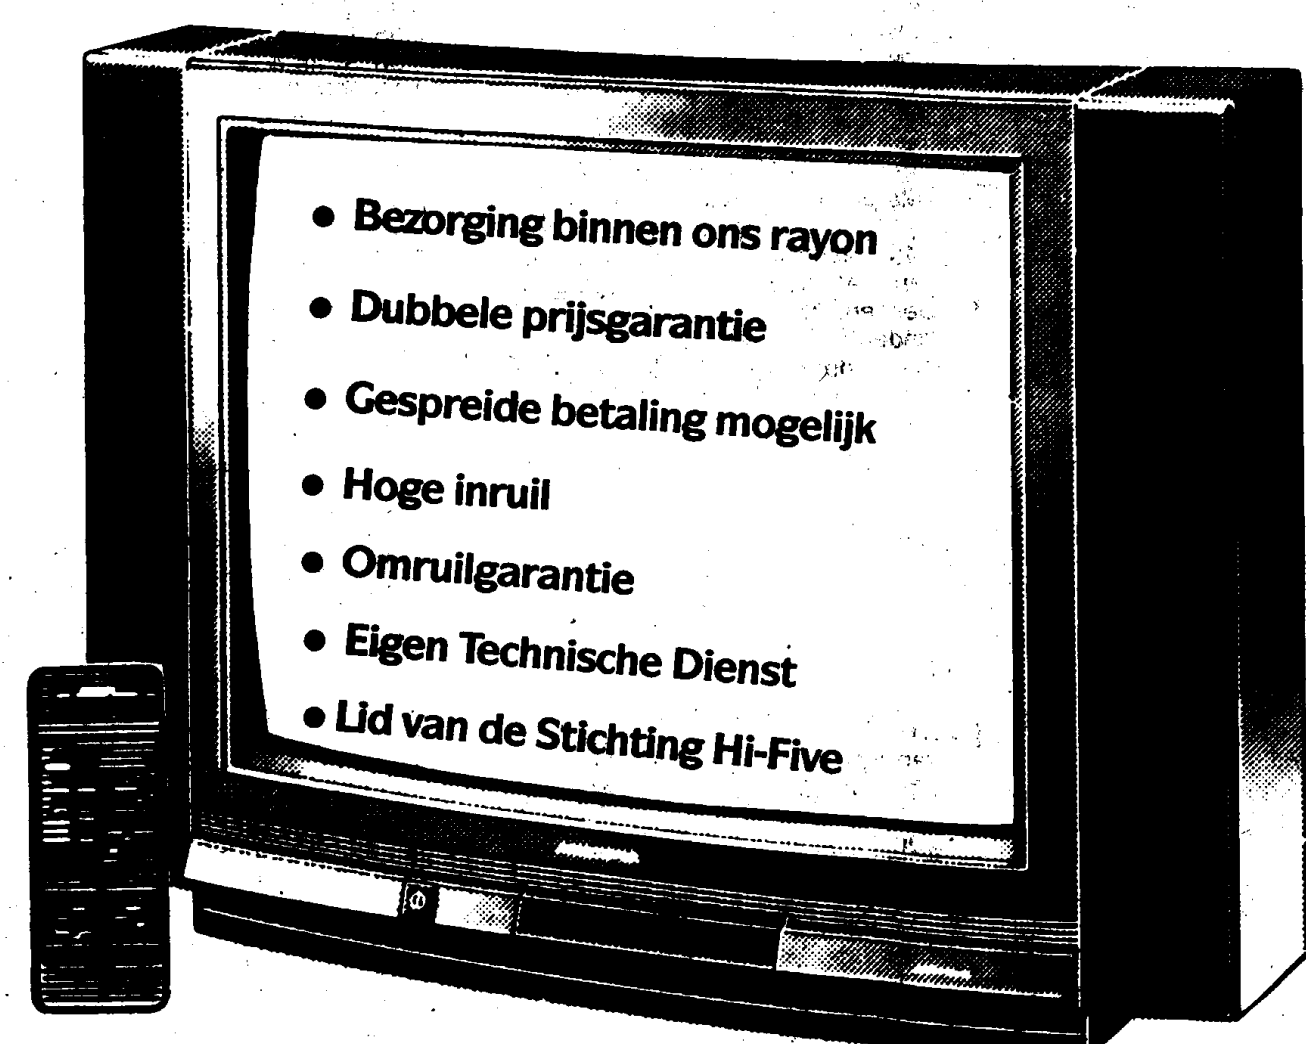 ● Bezorging binnen ons rayon
● Dubbele prijsgarantie
● Gespreide betaling mogelijk
● Hoge inruil
● Omruilgarantie
● Eigen Technische Dienst
● Lid van de Stichting Hi-Five